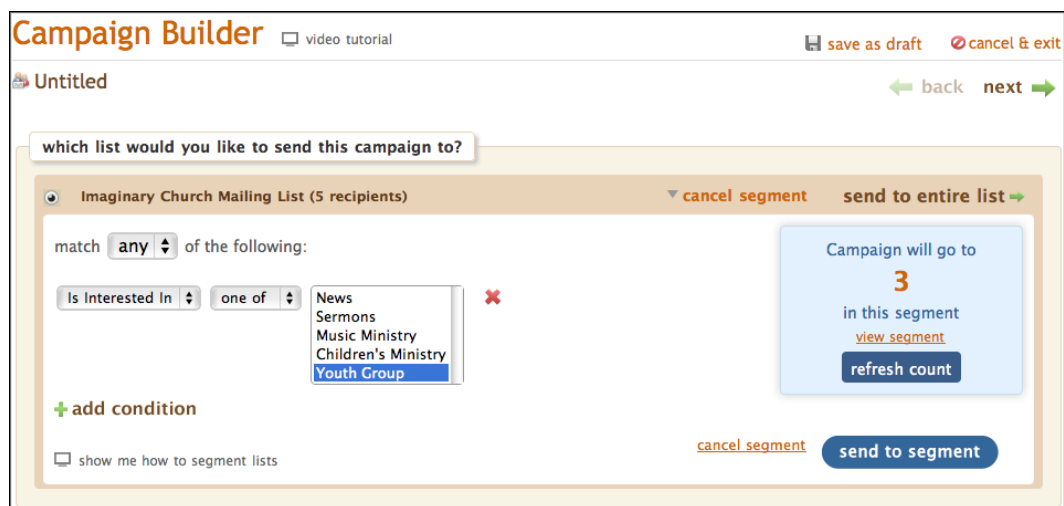 Campaign Builder video tutorial
save as draft cancel & exit
Untitled
back next
which list would you like to send this campaign to?
Imaginary Church Mailing List (5 recipients) cancel segment send to entire list
match any of the following:
Campaign will go to
3
in this segment
view segment
refresh count
Is Interested In one of
News
Sermons
Music Ministry
Children's Ministry
Youth Group
add condition
show me how to segment lists
cancel segment send to segment